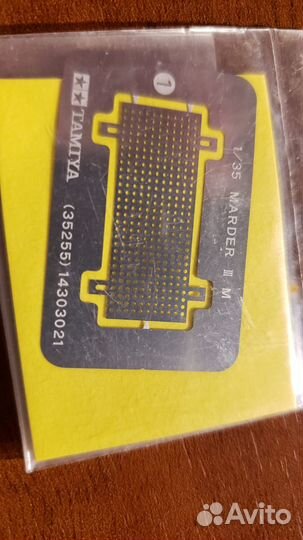 1
TAMIYA
1/35 MARDER III M
(35255) 14303021
Avito